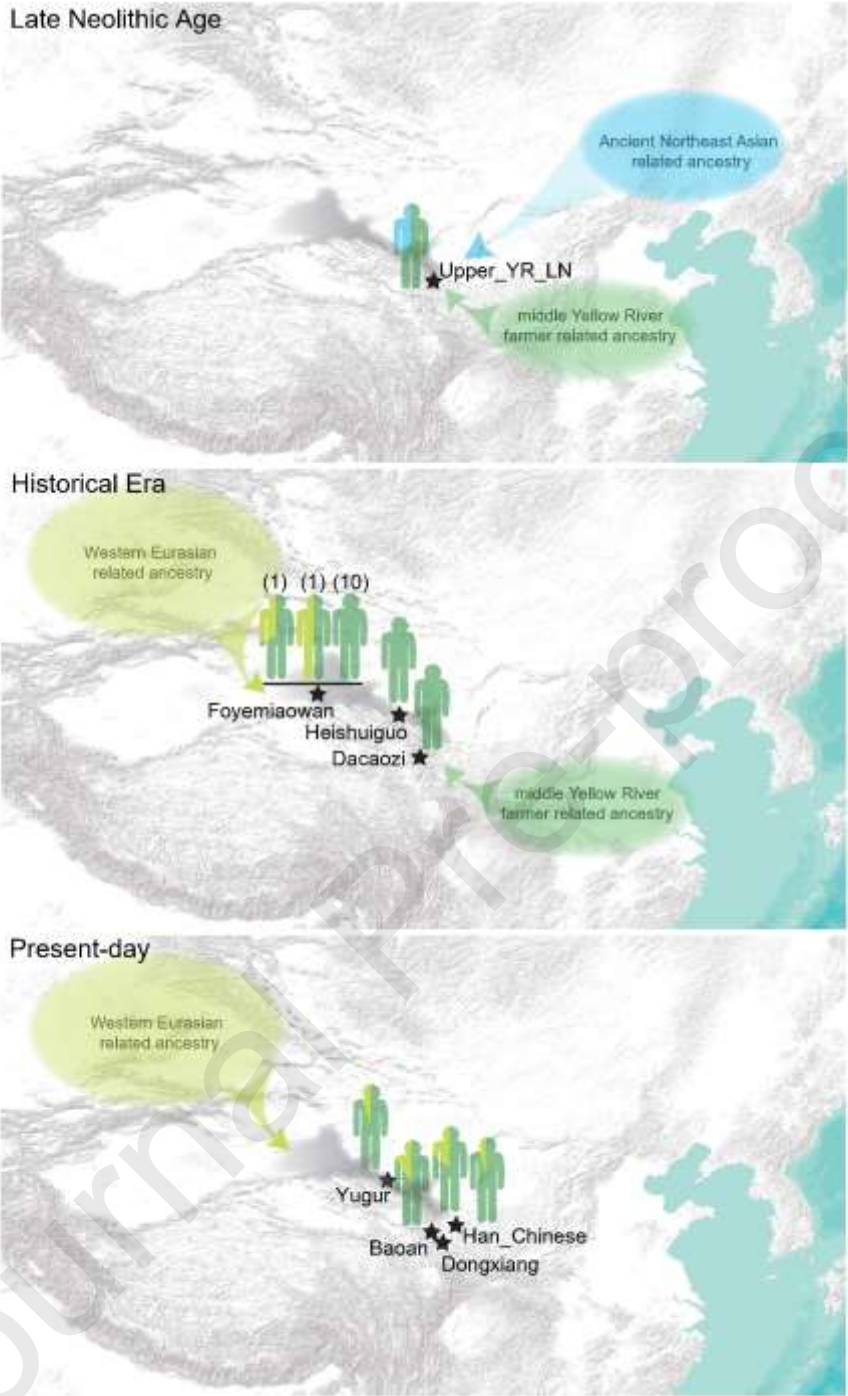 Late Neolithic Age
Ancient Northeast Asian
related ancestry
Upper_YR_LN
middle Yellow River
farmer related ancestry
Historical Era
Western Eurasian
related ancestry
(1) (1) (10)
Foyemiaowan
Heishuiguo
Dacaozi
middle Yellow River
farmer related ancestry
Present-day
Western Eurasian
related ancestry
Yugur
Han_Chinese
Baoan
Dongxiang
Journal Pre-proo